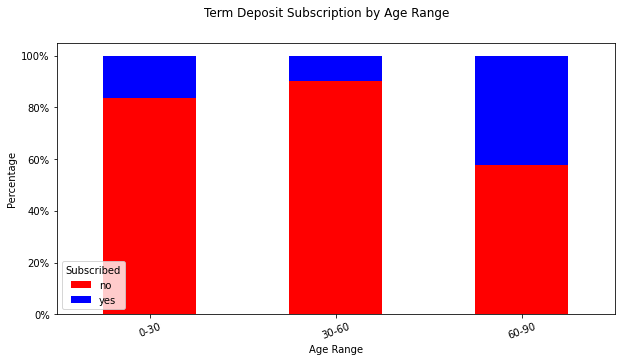 Term Deposit Subscription by Age Range
100%
80%
60%
40%
20%
0%
Percentage
Subscribed
no
yes
0-30
30-60
60-90
Age Range